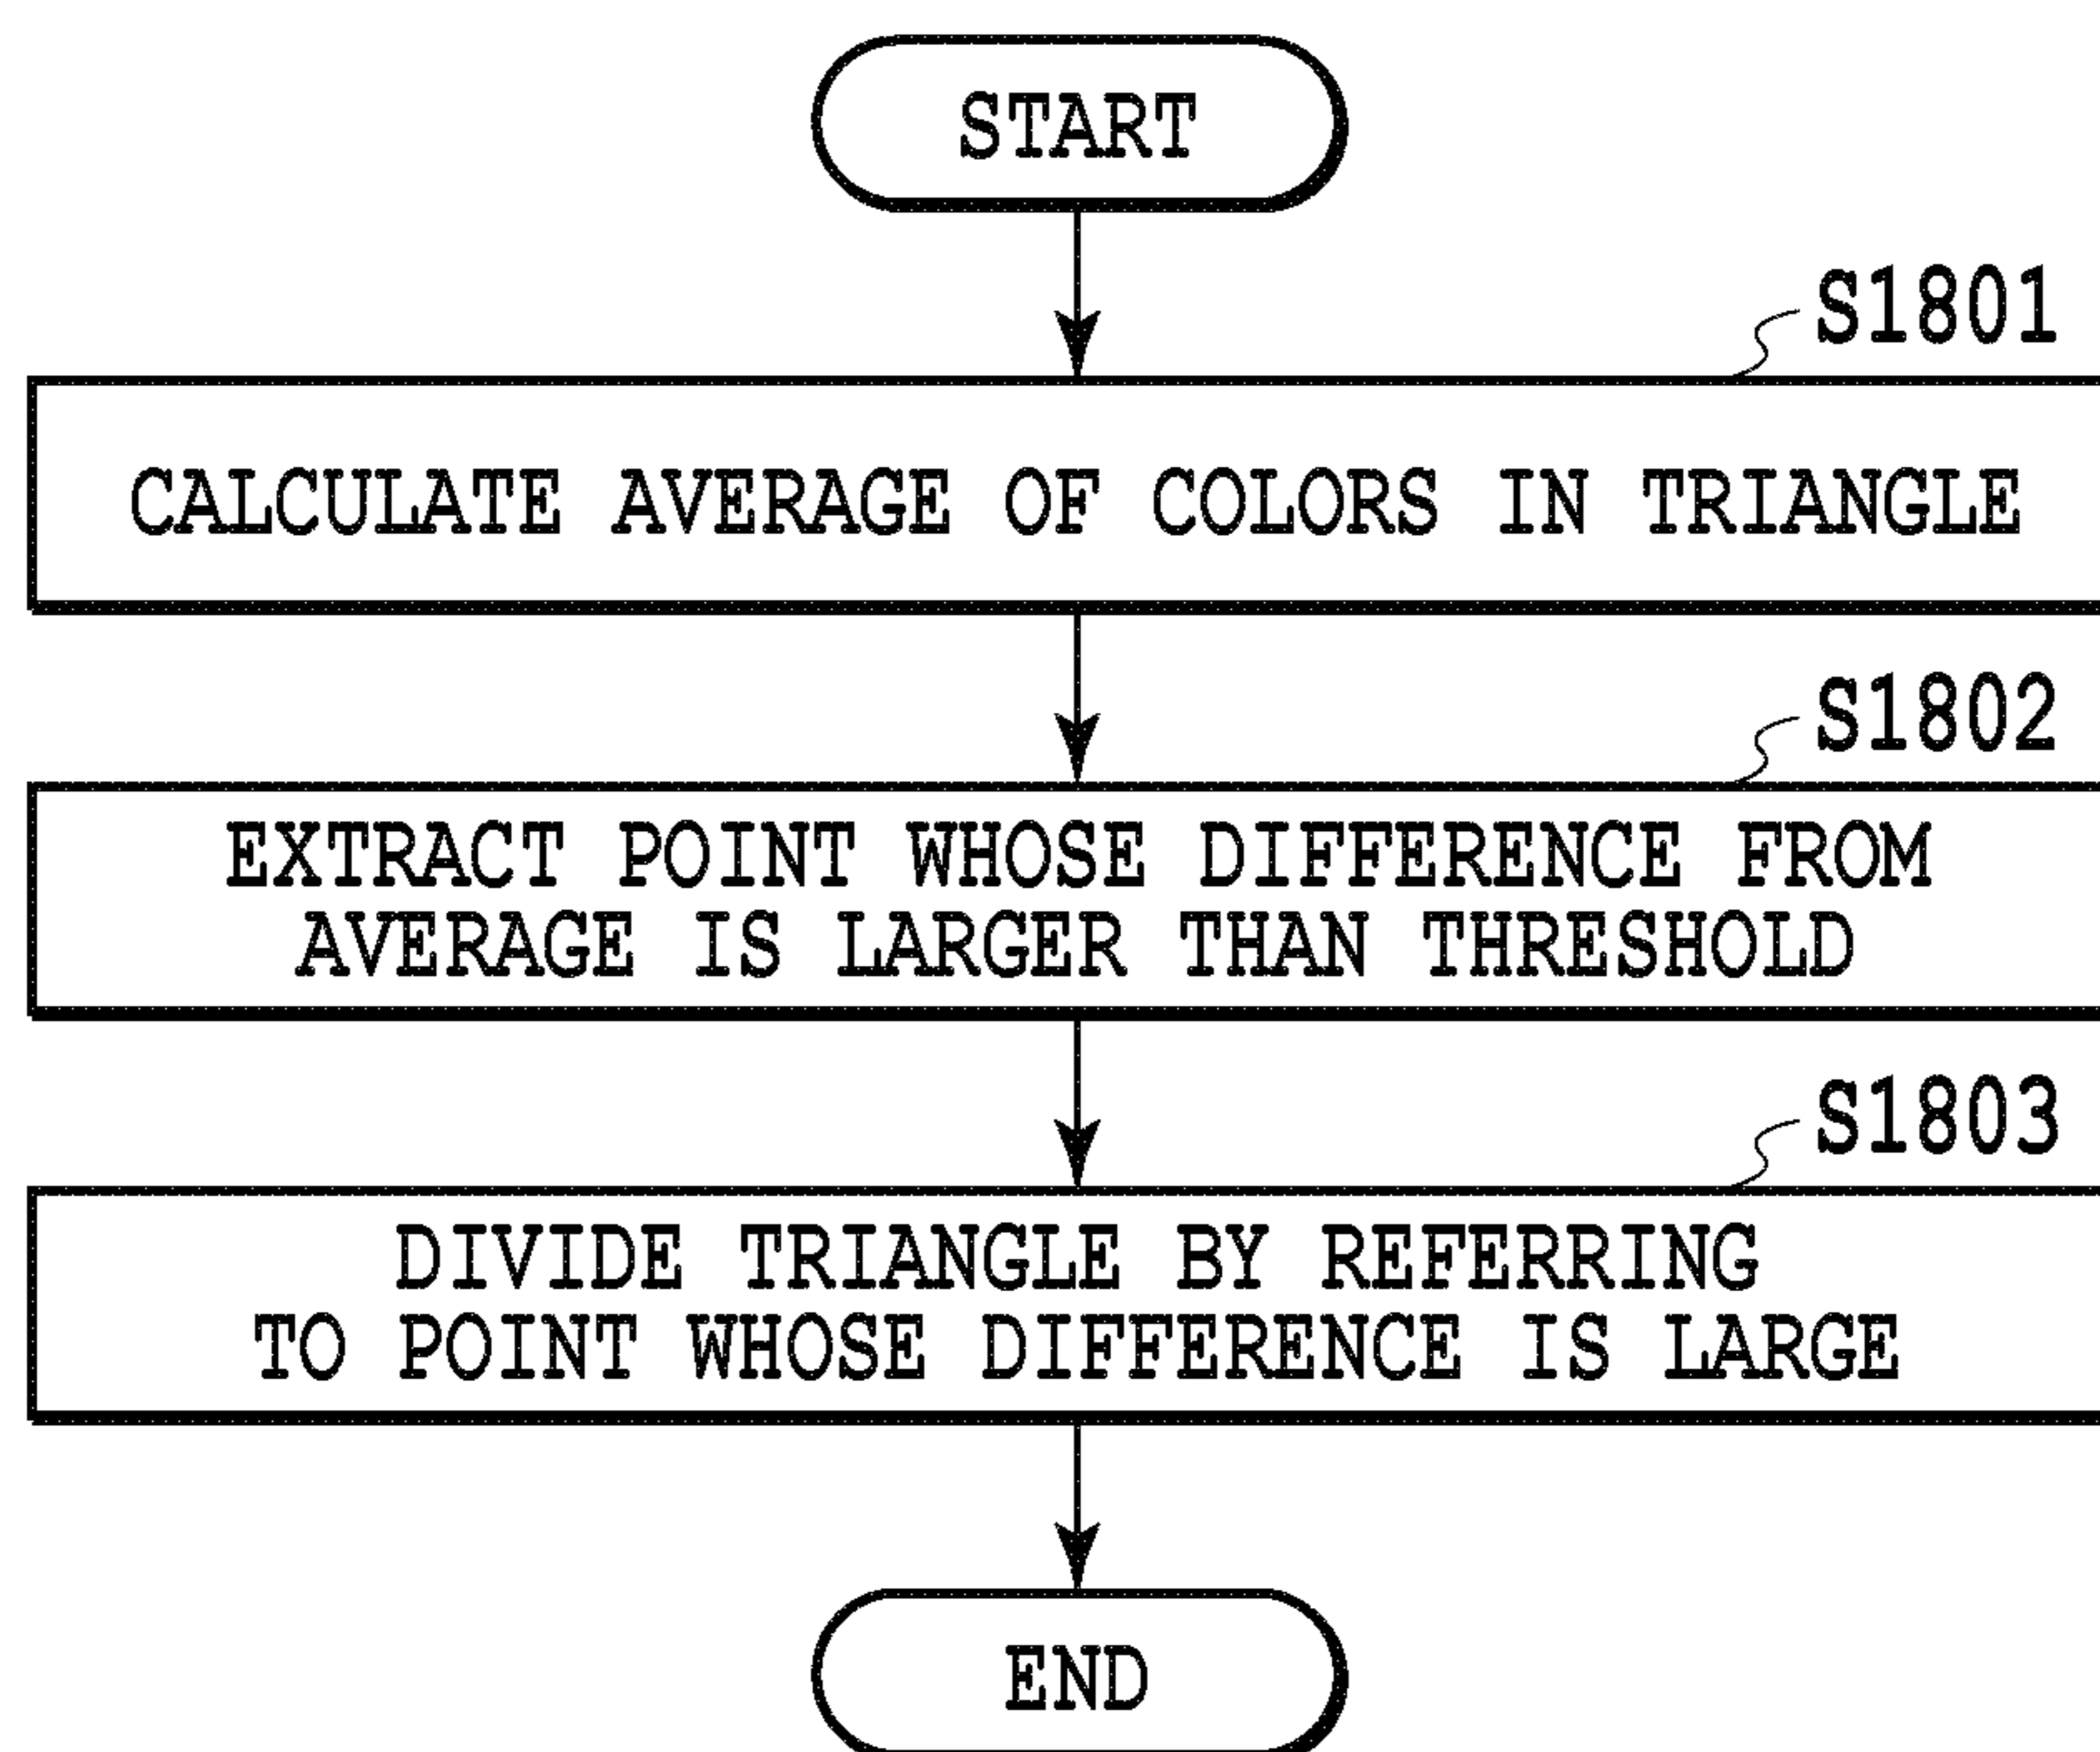 START
S1801
CALCULATE AVERAGE OF COLORS IN TRIANGLE
S1802
EXTRACT POINT WHOSE DIFFERENCE FROM
AVERAGE IS LARGER THAN THRESHOLD
S1803
DIVIDE TRIANGLE BY REFERRING
TO POINT WHOSE DIFFERENCE IS LARGE
END